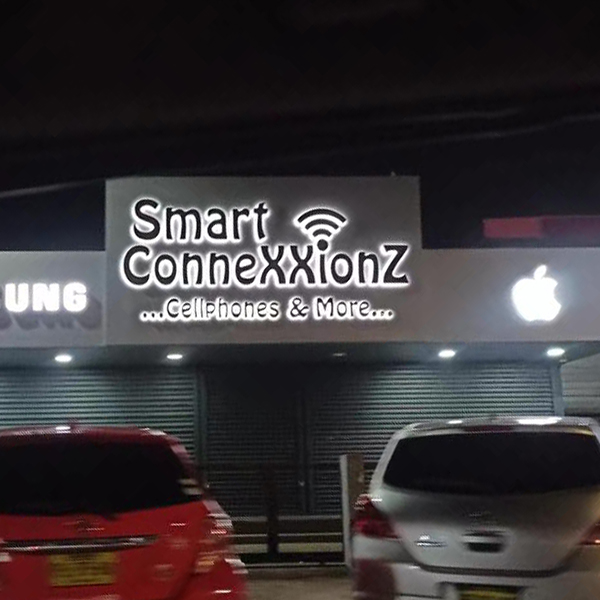 Smart
ConneXXionZ
...Cellphones & More...
UNG